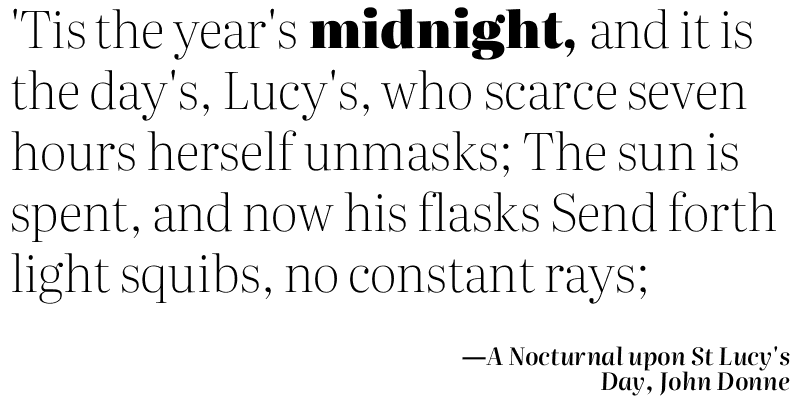 'Tis the year's midnight, and it is
the day's, Lucy's, who scarce seven
hours herself unmasks; The sun is
spent, and now his flasks Send forth
light squibs, no constant rays;
—A Nocturnal upon St Lucy's
Day, John Donne